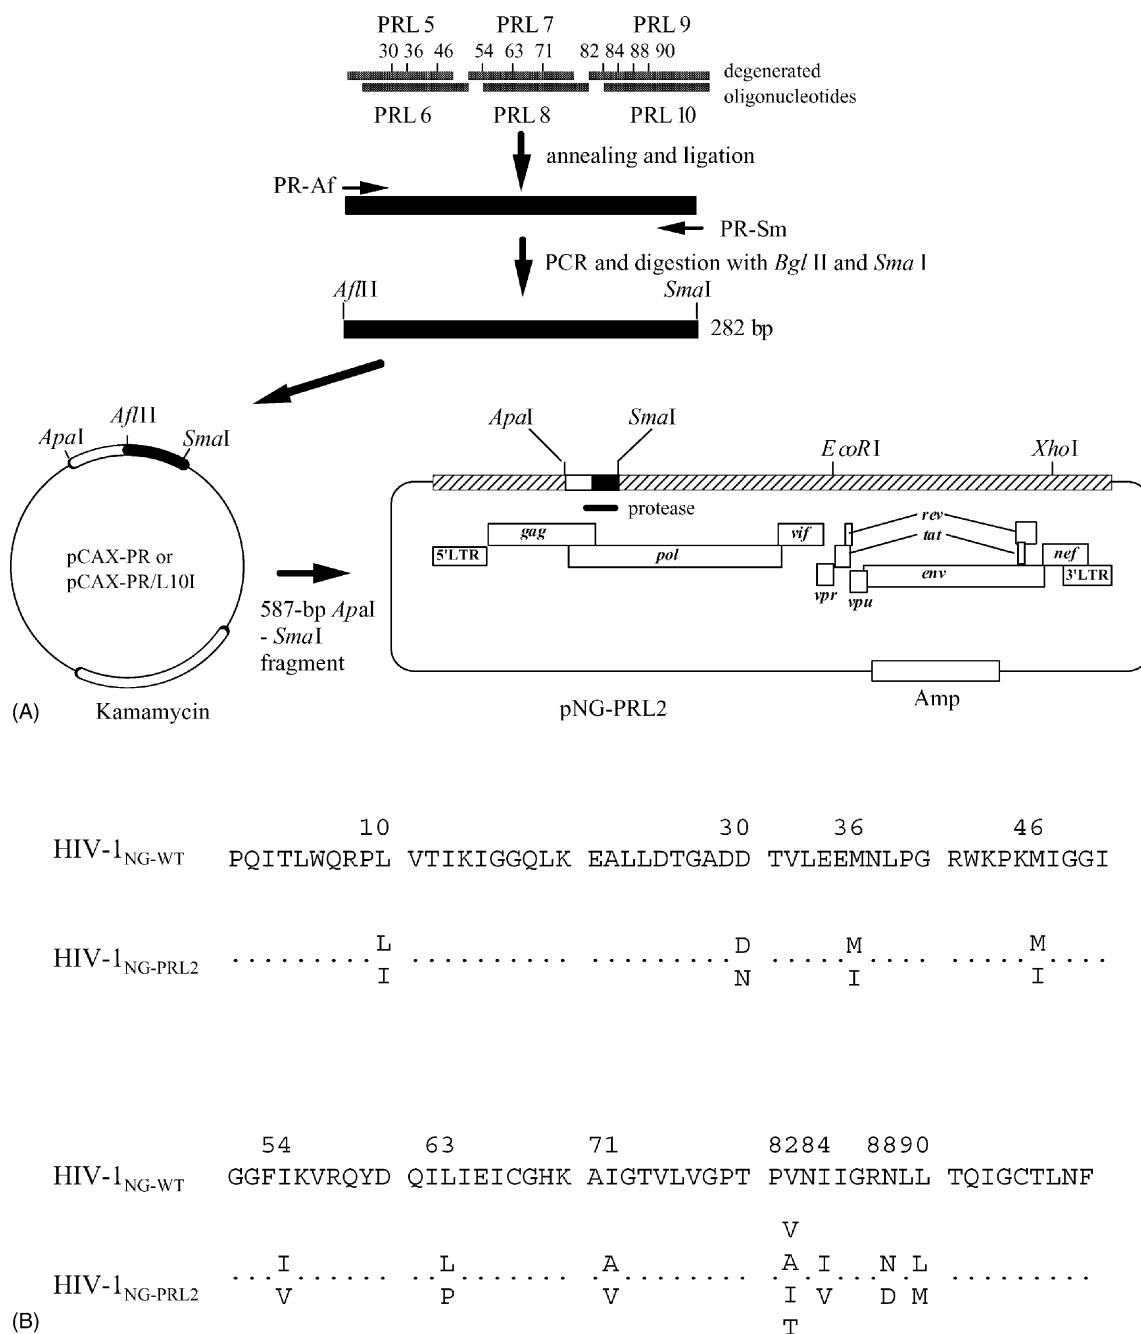 PRL 5 PRL 7 PRL 9
30 36 46 54 63 71 82 84 88 90
degenerated
oligonucleotides
PRL 6 PRL 8 PRL 10
annealing and ligation
PR-Af
PR-Sm
PCR and digestion with Bgl II and Sma I
AflII SmaI
282 bp
ApaI AflII SmaI
pCAX-PR or
pCAX-PR/L10I
Kamamycin
587-bp ApaI
- SmaI
fragment
ApaI SmaI EcoRI XhoI
protease
5'LTR gag pol vif vpr vpu rev tat env nef 3'LTR
pNG-PRL2
Amp
(A)
10 30 36 46
HIV-1NG-WT PQITLWQRPL VTIKIGGQLK EALLDTGADD TVLEEMNLPG RWKPKMIGGI
L D M M
HIV-1NG-PRL2 ......... .......... ......... ..... .... ..... ....
I N I I
54 63 71 82 84 88 90
HIV-1NG-WT GGFIKVRQYD QILIEICGHK AIGTVLVGPT PVNIIGRNLL TQIGCTLNF
V
I L A A I N L
HIV-1NG-PRL2 ... ...... .. ....... ......... . . ... . .........
V P V I V D M
T
(B)